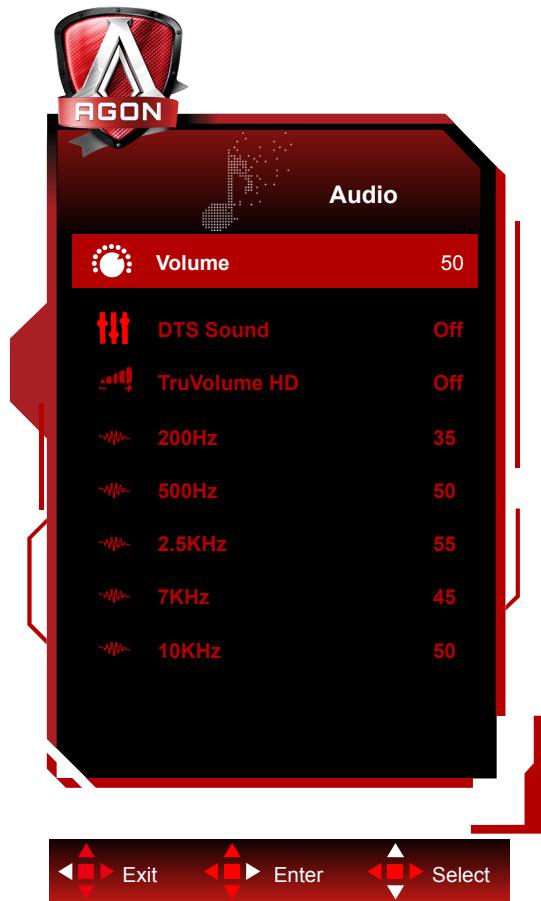 AGON
Audio
Volume 50
DTS Sound Off
TruVolume HD Off
200Hz 35
500Hz 50
2.5KHz 55
7KHz 45
10KHz 50
Exit Enter Select